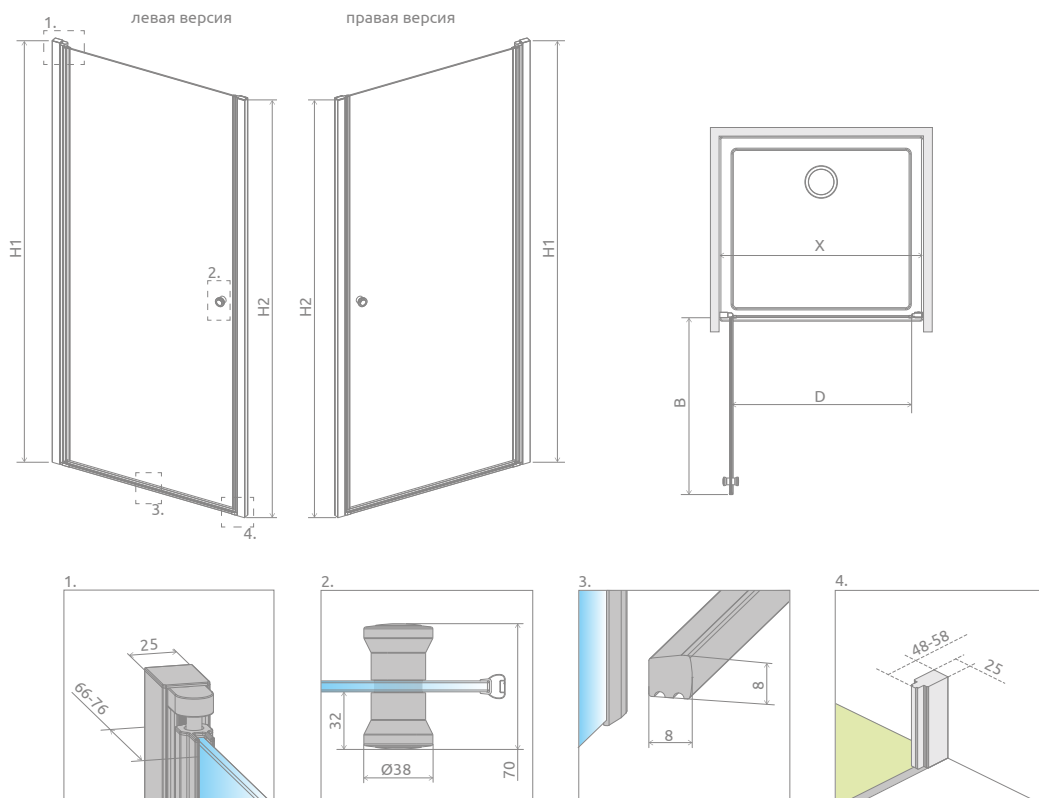 левая версия
правая версия
1.
H1
2.
H2
3.
4.
H2
H1
X
B
D
1.
25
66-76
2.
32
Ø38
70
3.
8
8
4.
48-58
25